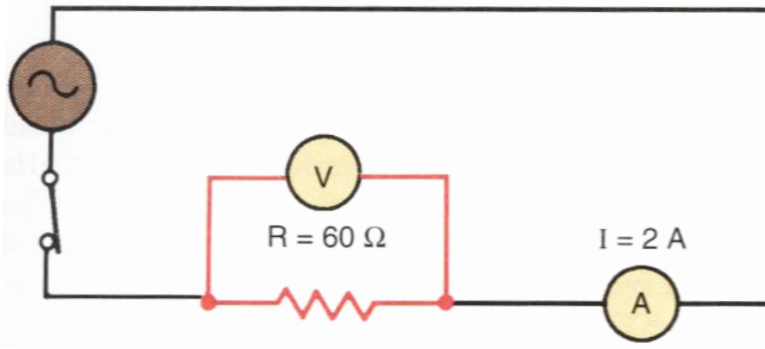 V
R = 60 Ω
I = 2 A
A